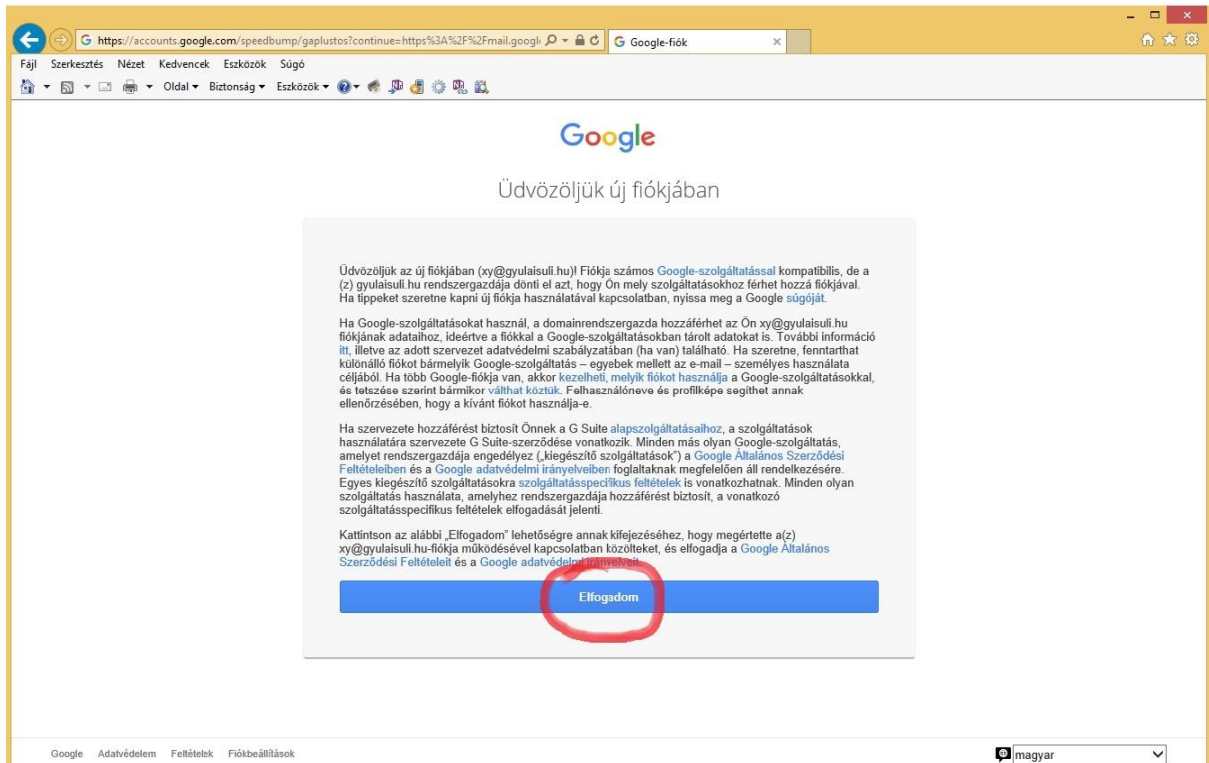 https://accounts.google.com/speedbump/gaplustos?continue=https%3A%2F%2Fmail.googl
Google-fiók
Fájl Szerkesztés Nézet Kedvencek Eszközök Súgó
Oldal Biztonság Eszközök
Google
Üdvözöljük új fiókjában
Üdvözöljük az új fiókjában (xy@gyulaisuli.hu)! Fiókja számos Google-szolgáltatással kompatibilis, de a
(z) gyulaisuli.hu rendszergazdája dönti el azt, hogy Ön mely szolgáltatásokhoz férhet hozzá fiókjával.
Ha tippeket szeretne kapni új fiókja használatával kapcsolatban, nyissa meg a Google súgóját.
Ha Google-szolgáltatásokat használ, a domainrendszergazda hozzáférhet az Ön xy@gyulaisuli.hu
fiókjának adataihoz, ideértve a fiókkal a Google-szolgáltatásokban tárolt adatokat is. További információ
itt, illetve az adott szervezet adatvédelmi szabályzatában (ha van) található. Ha szeretne, fenntarthat
különálló fiókot bármelyik Google-szolgáltatás – egyebek mellett az e-mail – személyes használata
céljából. Ha több Google-fiókja van, akkor kezelheti, melyik fiókot használja a Google-szolgáltatásokkal,
és tetszése szerint bármikor válthat köztük. Felhasználóneve és profilképe segíthet annak
ellenőrzésében, hogy a kívánt fiókot használja-e.
Ha szervezete hozzáférést biztosít Önnek a G Suite alapszolgáltatásaihoz, a szolgáltatások
használatára szervezete G Suite-szerződése vonatkozik. Minden más olyan Google-szolgáltatás,
amelyet rendszergazdája engedélyez („kiegészítő szolgáltatások") a Google Általános Szerződési
Feltételeiben és a Google adatvédelmi irányelveiben foglaltaknak megfelelően áll rendelkezésére.
Egyes kiegészítő szolgáltatásokra szolgáltatásspecifikus feltételek is vonatkozhatnak. Minden olyan
szolgáltatás használata, amelyhez rendszergazdája hozzáférést biztosít, a vonatkozó
szolgáltatásspecifikus feltételek elfogadását jelenti.
Kattintson az alábbi „Elfogadom" lehetőségre annak kifejezéséhez, hogy megértette a(z)
xy@gyulaisuli.hu-fiókja működésével kapcsolatban közölteket, és elfogadja a Google Általános
Szerződési Feltételeit és a Google adatvédelmi irányelveit.
Elfogadom
Google Adatvédelem Feltételek Fiókbeállítások
magyar